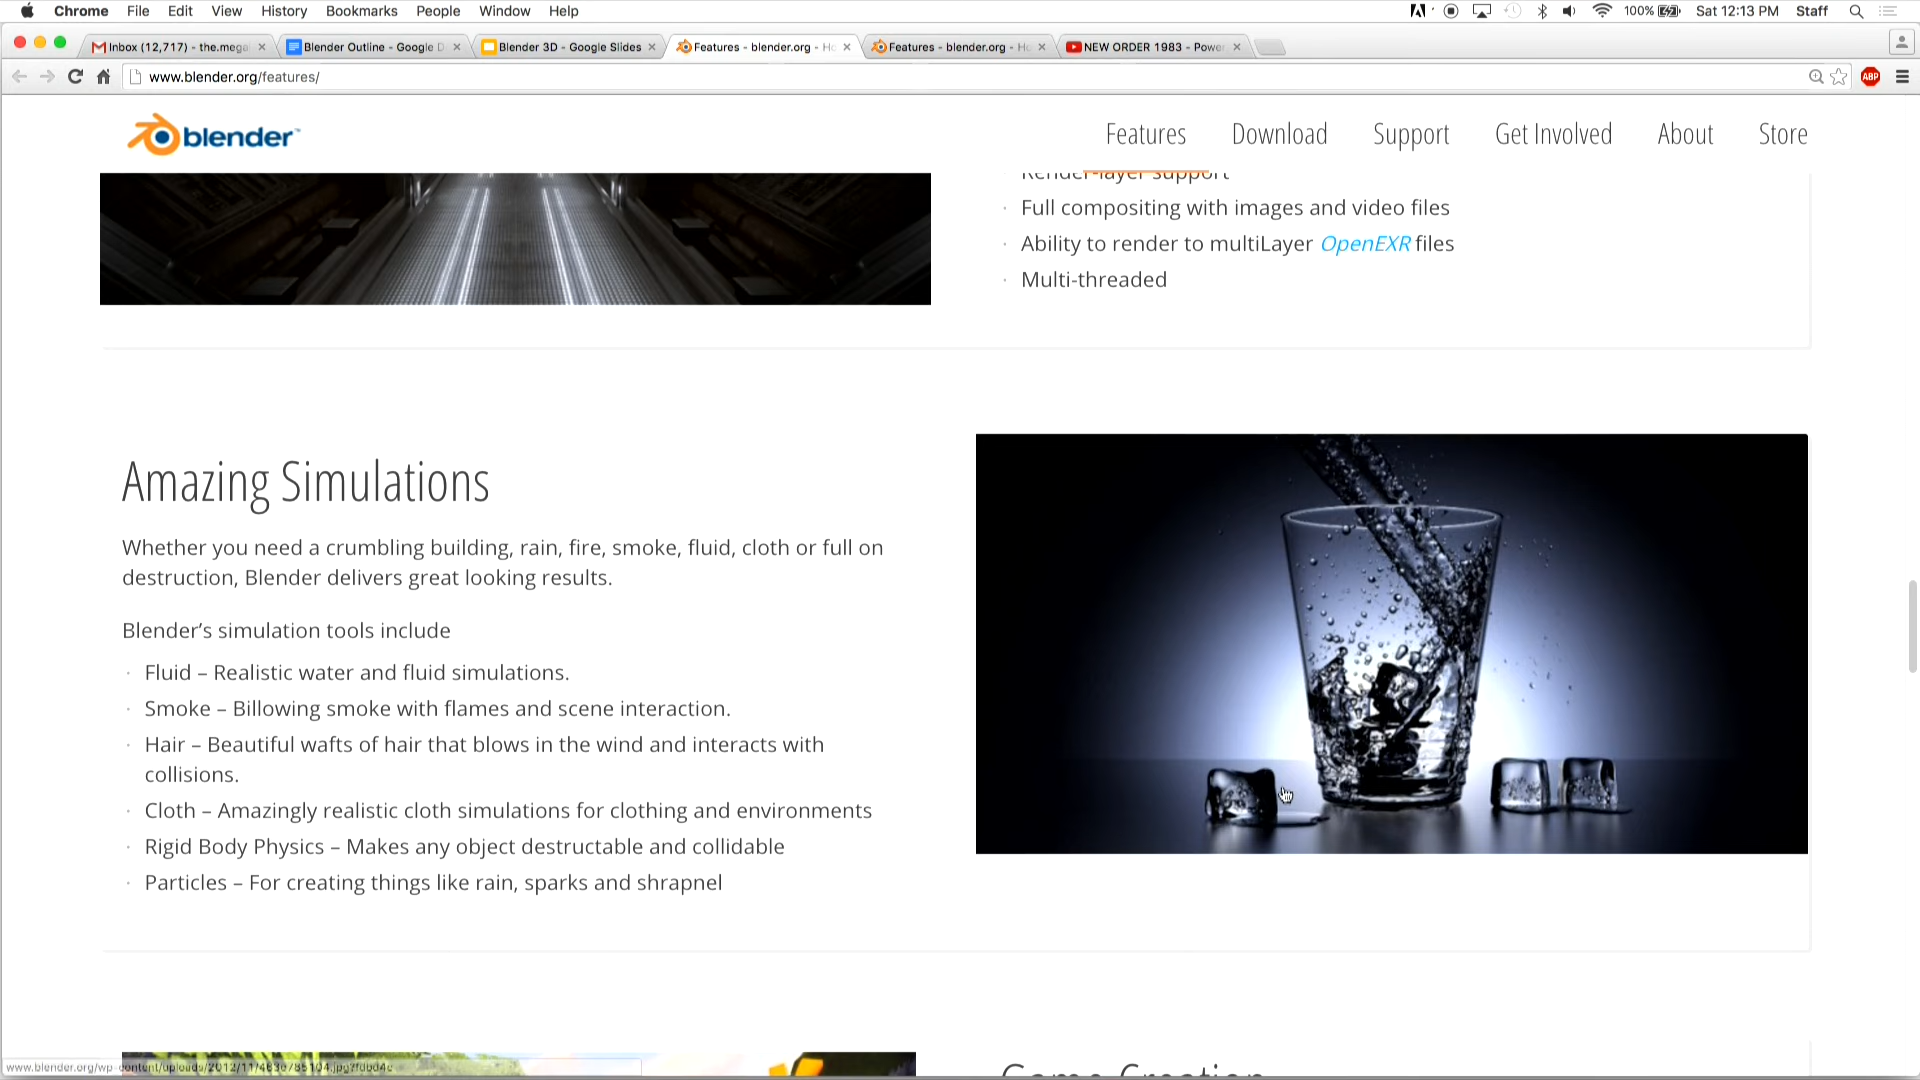 Chrome File Edit View History Bookmarks People Window Help 100% Sat 12:13 PM Staff
Inbox (12,717) - the.mega
Blender Outline - Google D
Blender 3D - Google Slides
Features - blender.org - Ho
Features - blender.org - Ho
NEW ORDER 1983 - Power
www.blender.org/features/
ABP
blender
Features Download Support Get Involved About Store
Render-layer support
Full compositing with images and video files
Ability to render to multiLayer OpenEXR files
Multi-threaded
Amazing Simulations
Whether you need a crumbling building, rain, fire, smoke, fluid, cloth or full on
destruction, Blender delivers great looking results.
Blender’s simulation tools include
· Fluid – Realistic water and fluid simulations.
· Smoke – Billowing smoke with flames and scene interaction.
· Hair – Beautiful wafts of hair that blows in the wind and interacts with
collisions.
· Cloth – Amazingly realistic cloth simulations for clothing and environments
· Rigid Body Physics – Makes any object destructable and collidable
· Particles – For creating things like rain, sparks and shrapnel
Game Creation